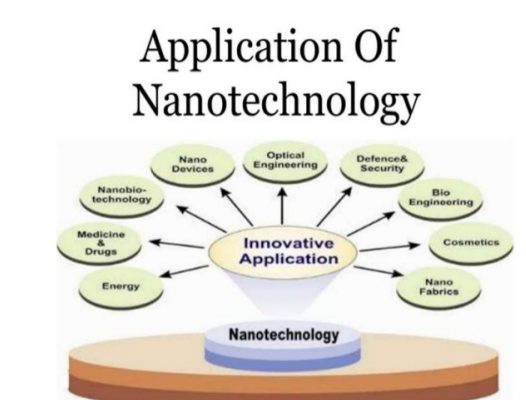 Application Of
Nanotechnology
Nano
Devices
Optical
Engineering
Defence&
Security
Nanobio-
technology
Bio
Engineering
Medicine
&
Drugs
Innovative
Application
Cosmetics
Energy
Nano
Fabrics
Nanotechnology